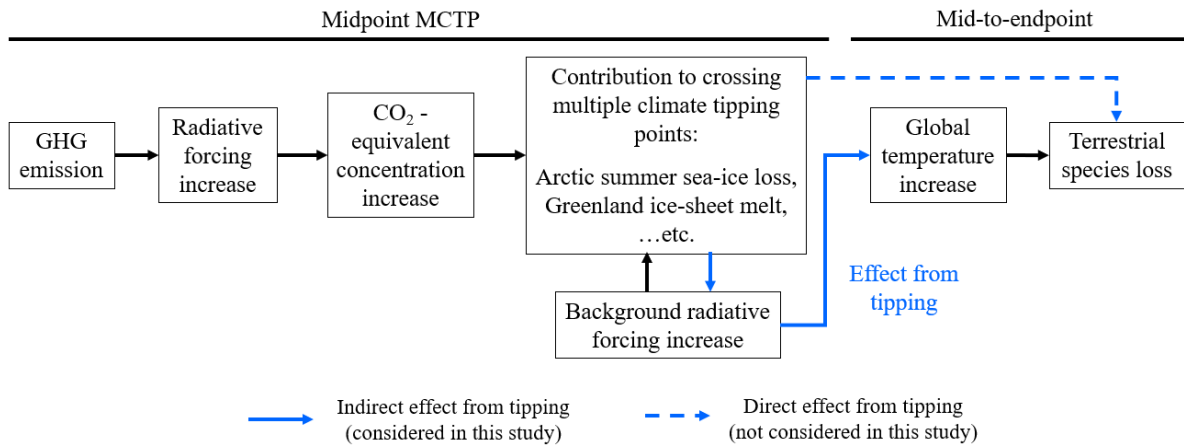 Midpoint MCTP
Mid-to-endpoint
GHG
emission
Radiative
forcing
increase
CO₂ -
equivalent
concentration
increase
Contribution to crossing
multiple climate tipping
points:
Arctic summer sea-ice loss,
Greenland ice-sheet melt,
…etc.
Background radiative
forcing increase
Effect from
tipping
Global
temperature
increase
Terrestrial
species loss
Indirect effect from tipping
(considered in this study)
Direct effect from tipping
(not considered in this study)